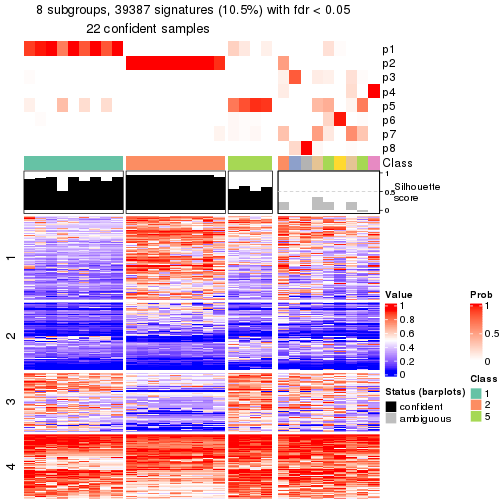 8 subgroups, 39387 signatures (10.5%) with fdr < 0.05
22 confident samples
p1
p2
p3
p4
p5
p6
p7
p8
Class
1
0.5
0
Silhouette
score
1
2
3
4
Value
1
0.8
0.6
0.4
0.2
0
Status (barplots)
confident
ambiguous
Prob
1
0.5
0
Class
1
2
5